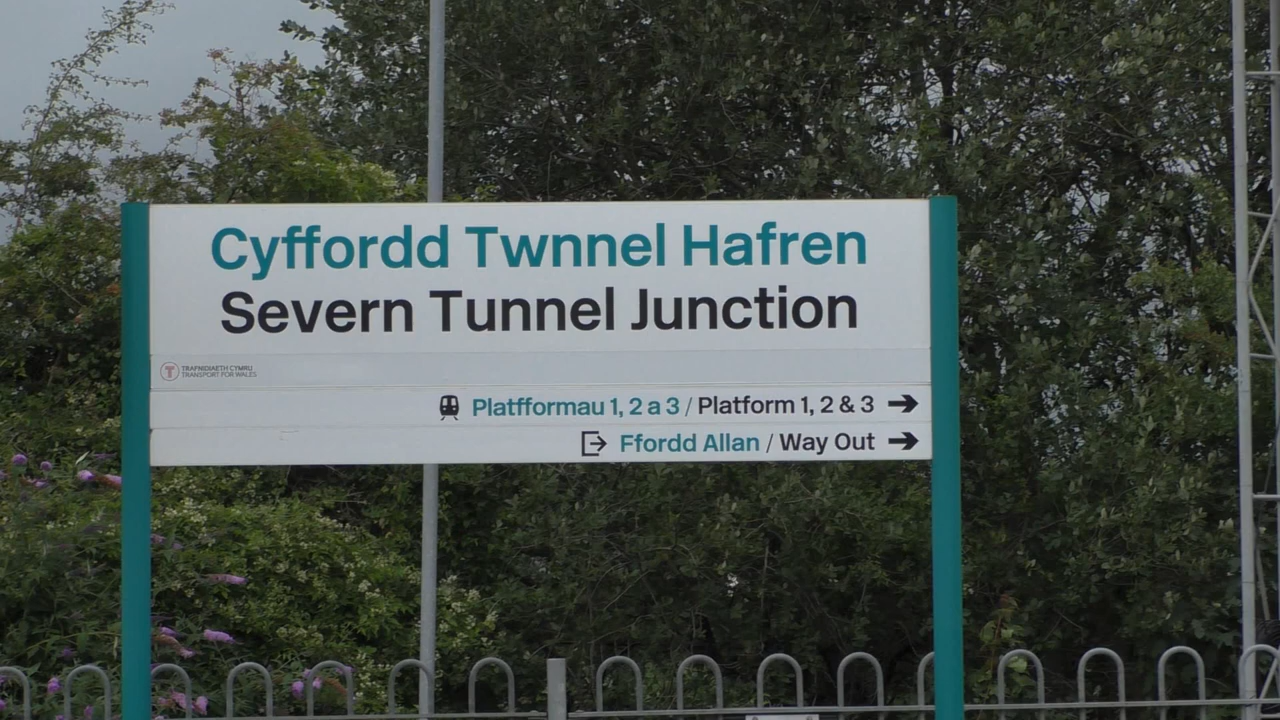 Cyffordd Twnnel Hafren
Severn Tunnel Junction
TRAFNIDIAETH CYMRU
TRANSPORT FOR WALES
Platfformau 1, 2 a 3 / Platform 1, 2 & 3
Ffordd Allan / Way Out